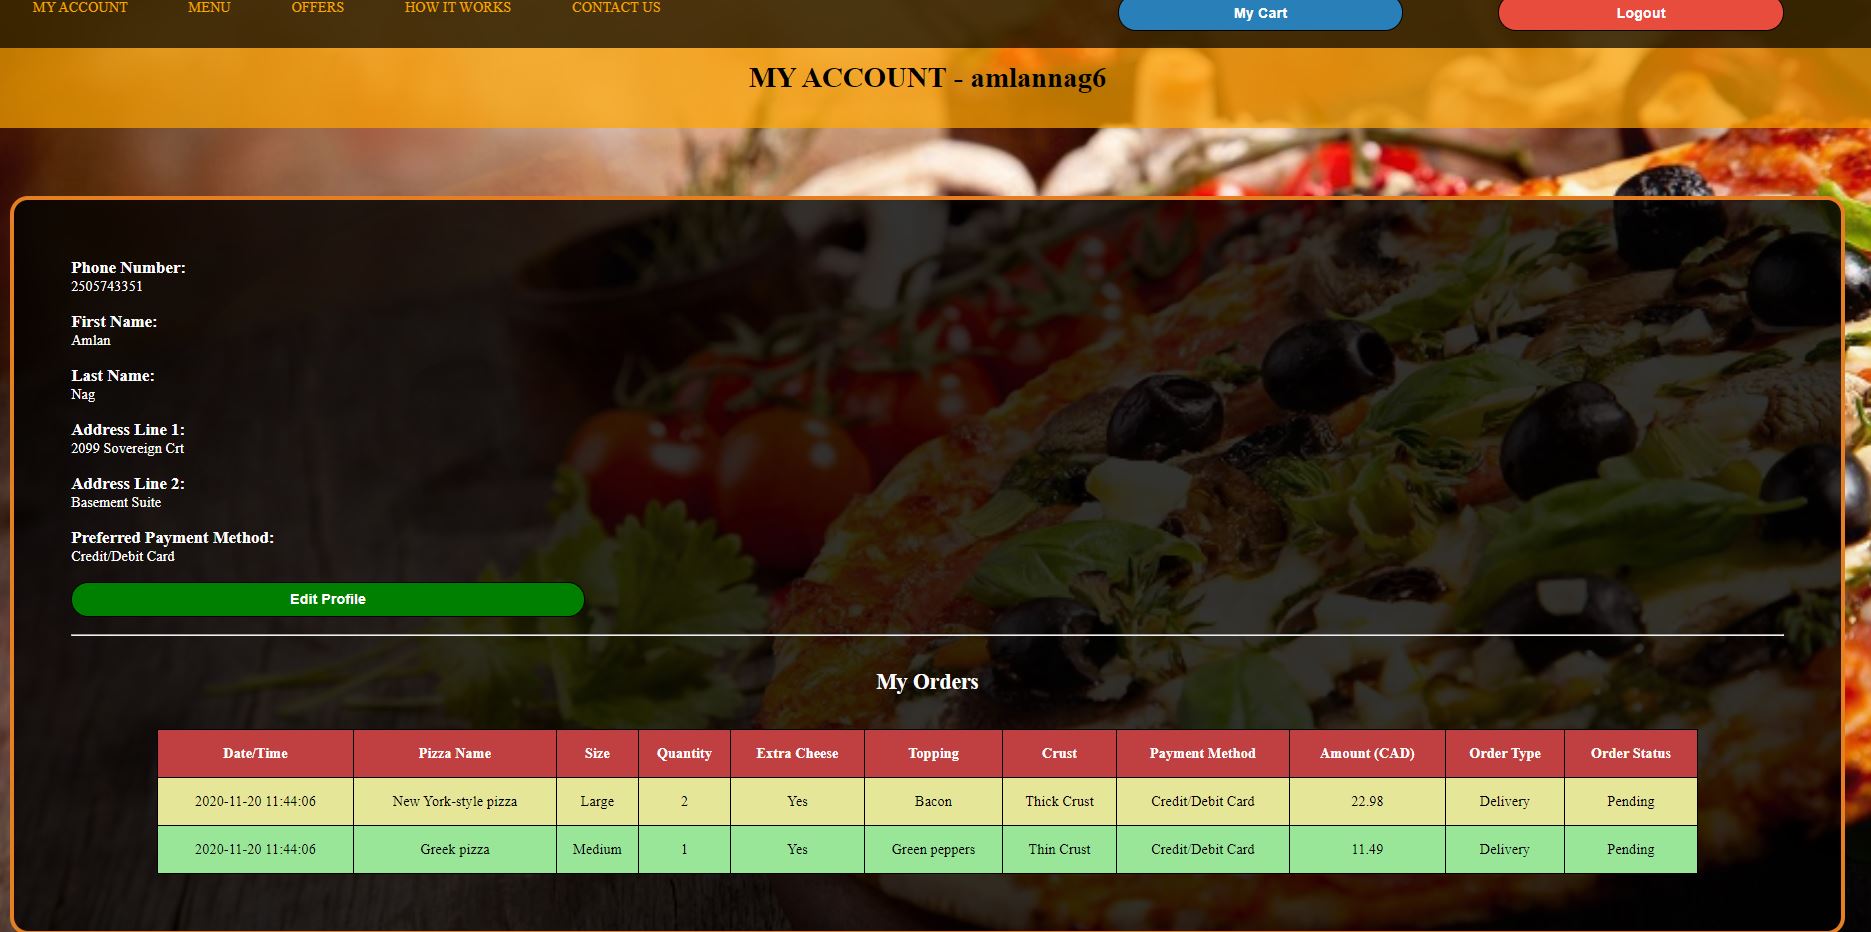 MY ACCOUNT MENU OFFERS HOW IT WORKS CONTACT US My Cart Logout
MY ACCOUNT - amlannag6
Phone Number:
2505743351
First Name:
Amlan
Last Name:
Nag
Address Line 1:
2099 Sovereign Crt
Address Line 2:
Basement Suite
Preferred Payment Method:
Credit/Debit Card
Edit Profile
My Orders
Date/Time Pizza Name Size Quantity Extra Cheese Topping Crust Payment Method Amount (CAD) Order Type Order Status
2020-11-20 11:44:06 New York-style pizza Large 2 Yes Bacon Thick Crust Credit/Debit Card 22.98 Delivery Pending
2020-11-20 11:44:06 Greek pizza Medium 1 Yes Green peppers Thin Crust Credit/Debit Card 11.49 Delivery Pending